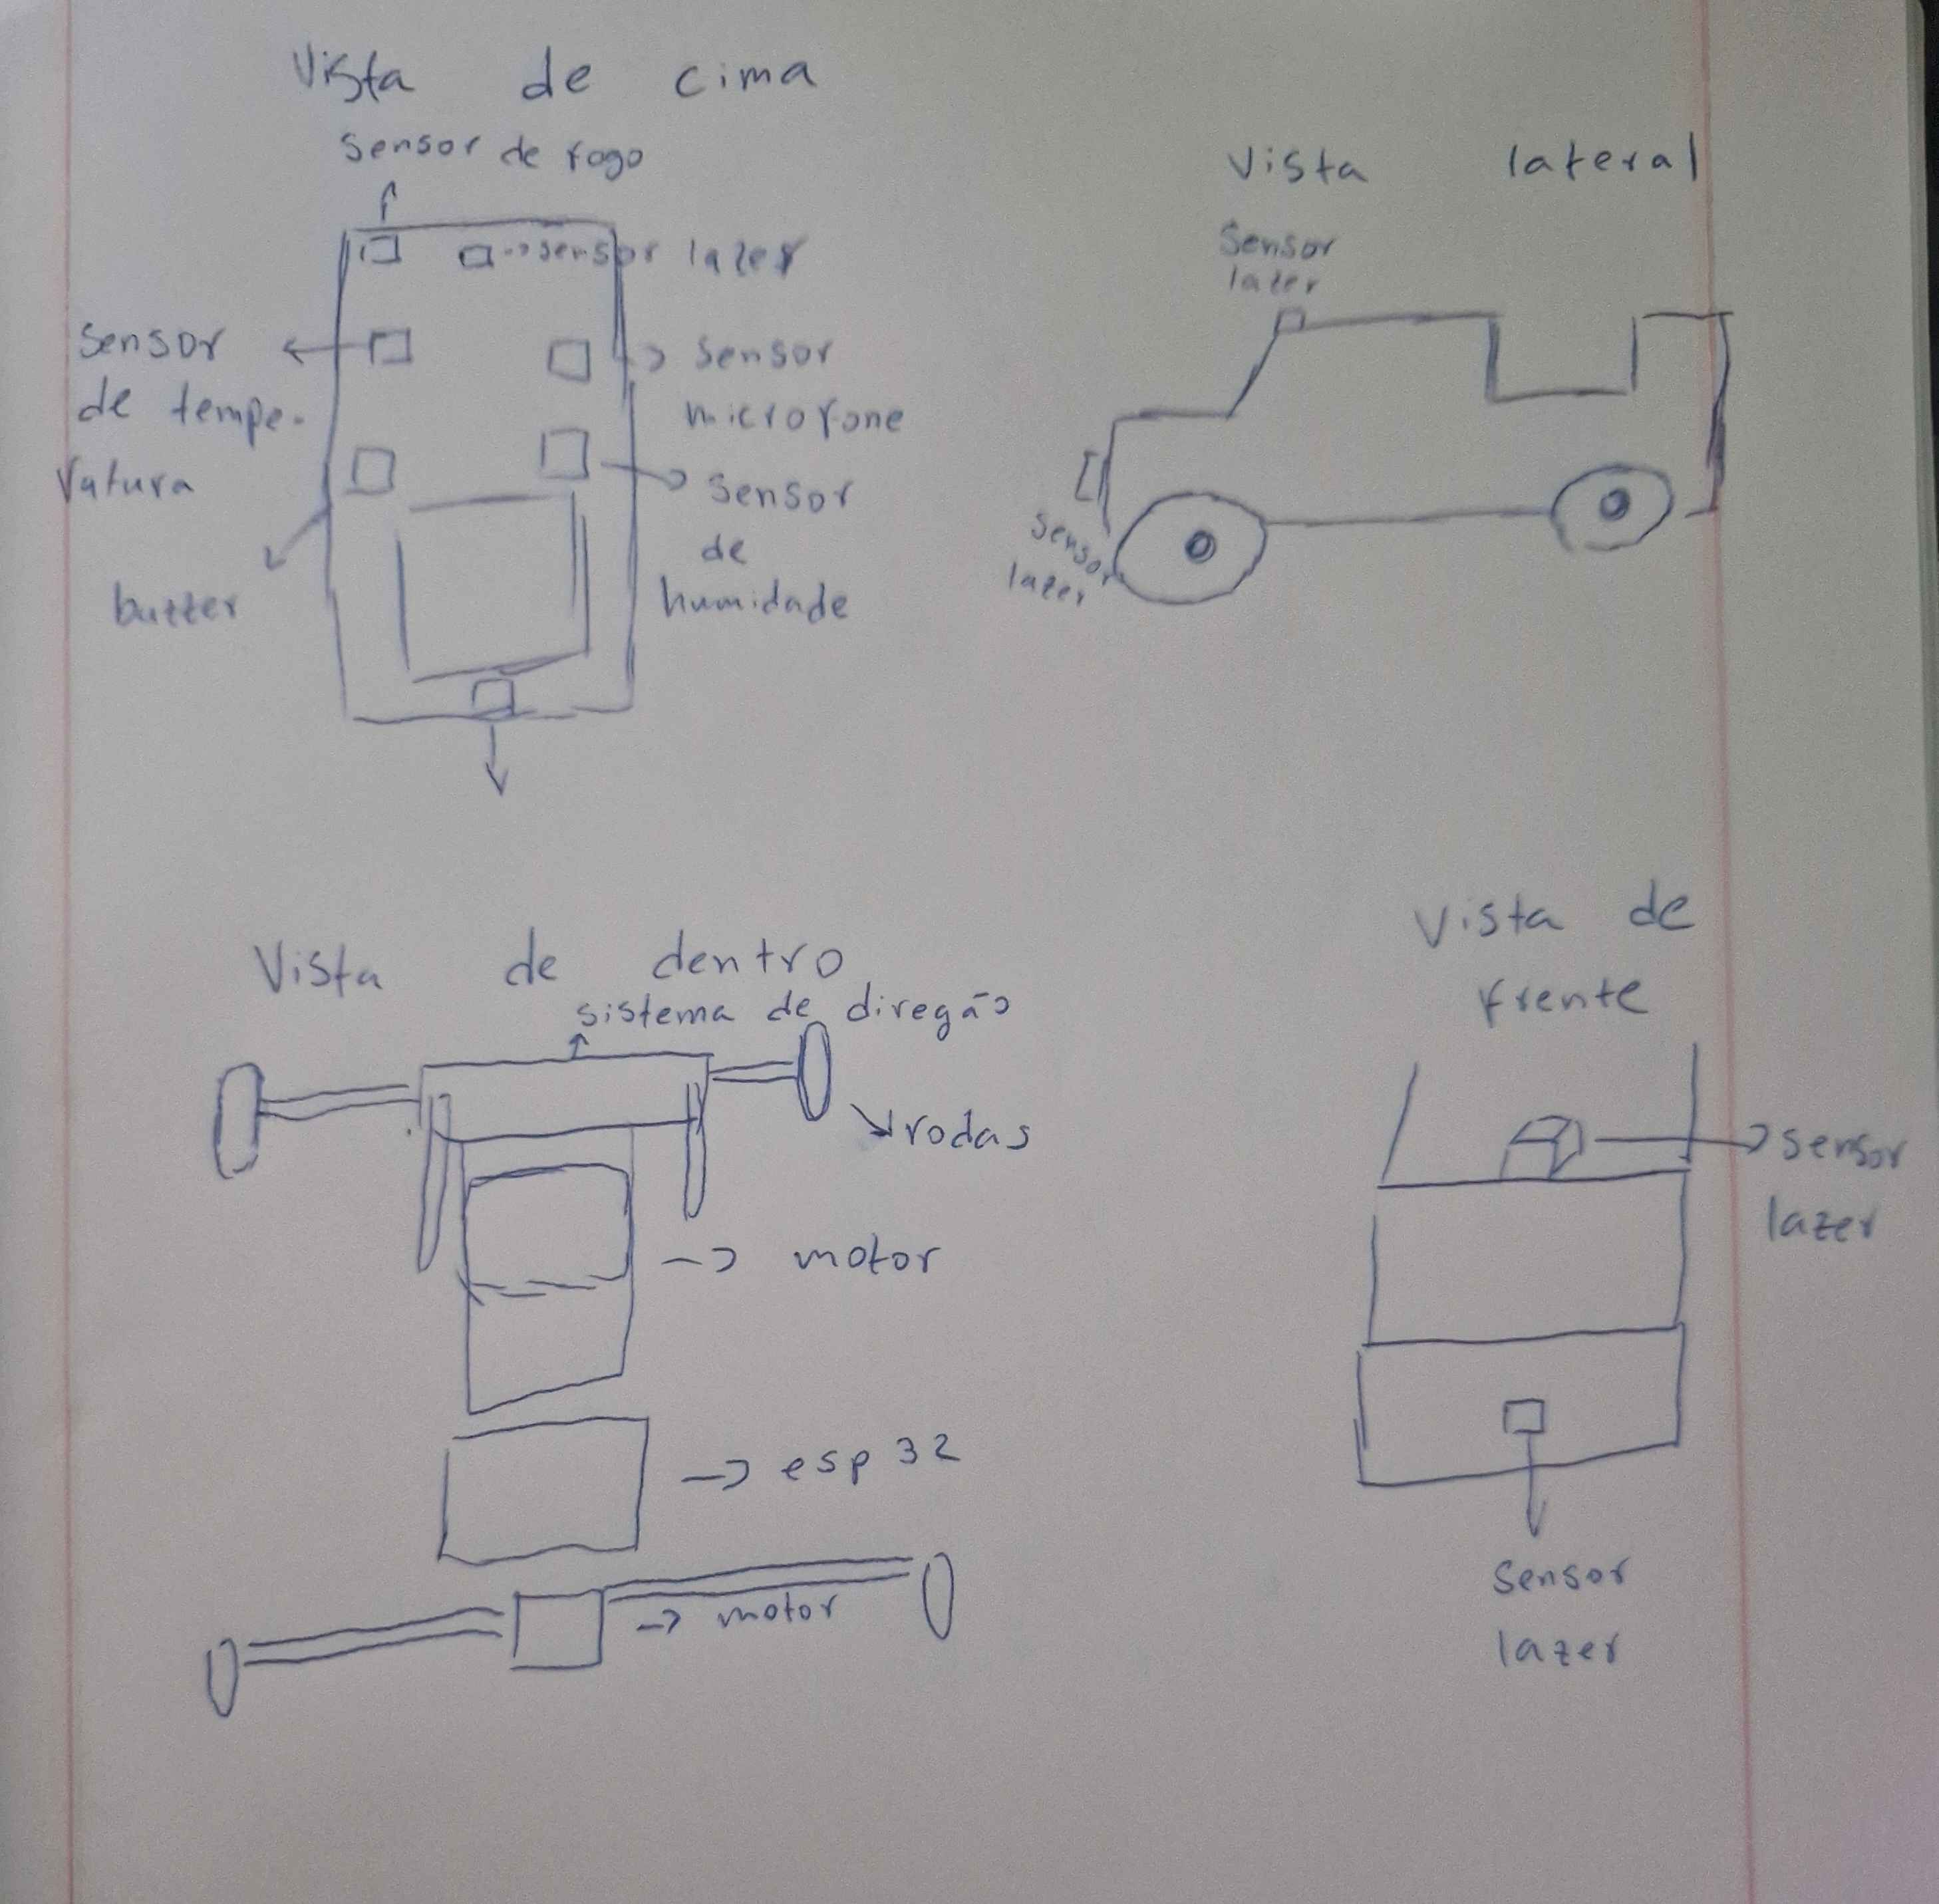 Vista de cima
sensor de fogo
sensor lazer
sensor
de tempe-
ratura
sensor
microfone
sensor
de
humidade
buzzer
Vista lateral
Sensor
lazer
sensor
lazer
Vista de dentro
sistema de direção
rodas
motor
esp 32
motor
Vista de
frente
sensor
lazer
Sensor
lazer